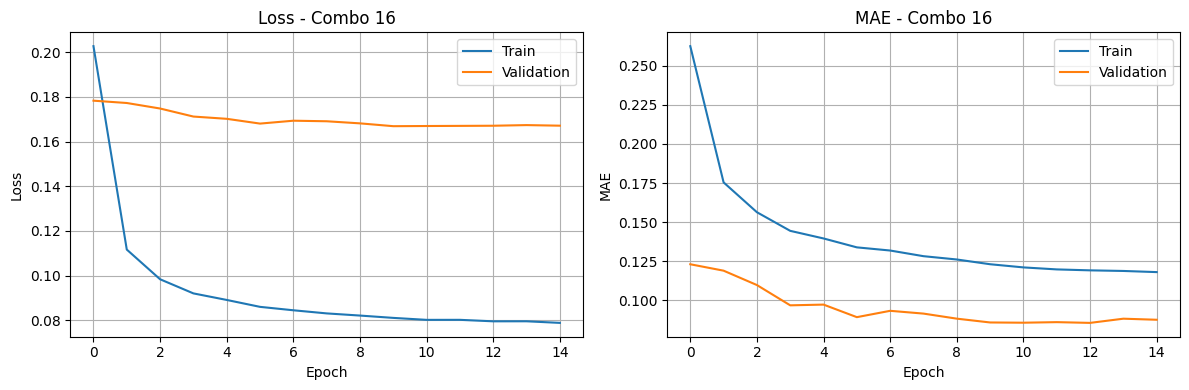 Loss - Combo 16
0.20
0.18
0.16
0.14
0.12
0.10
0.08
Loss
0 2 4 6 8 10 12 14
Epoch
Train
Validation
MAE - Combo 16
0.250
0.225
0.200
0.175
0.150
0.125
0.100
MAE
0 2 4 6 8 10 12 14
Epoch
Train
Validation